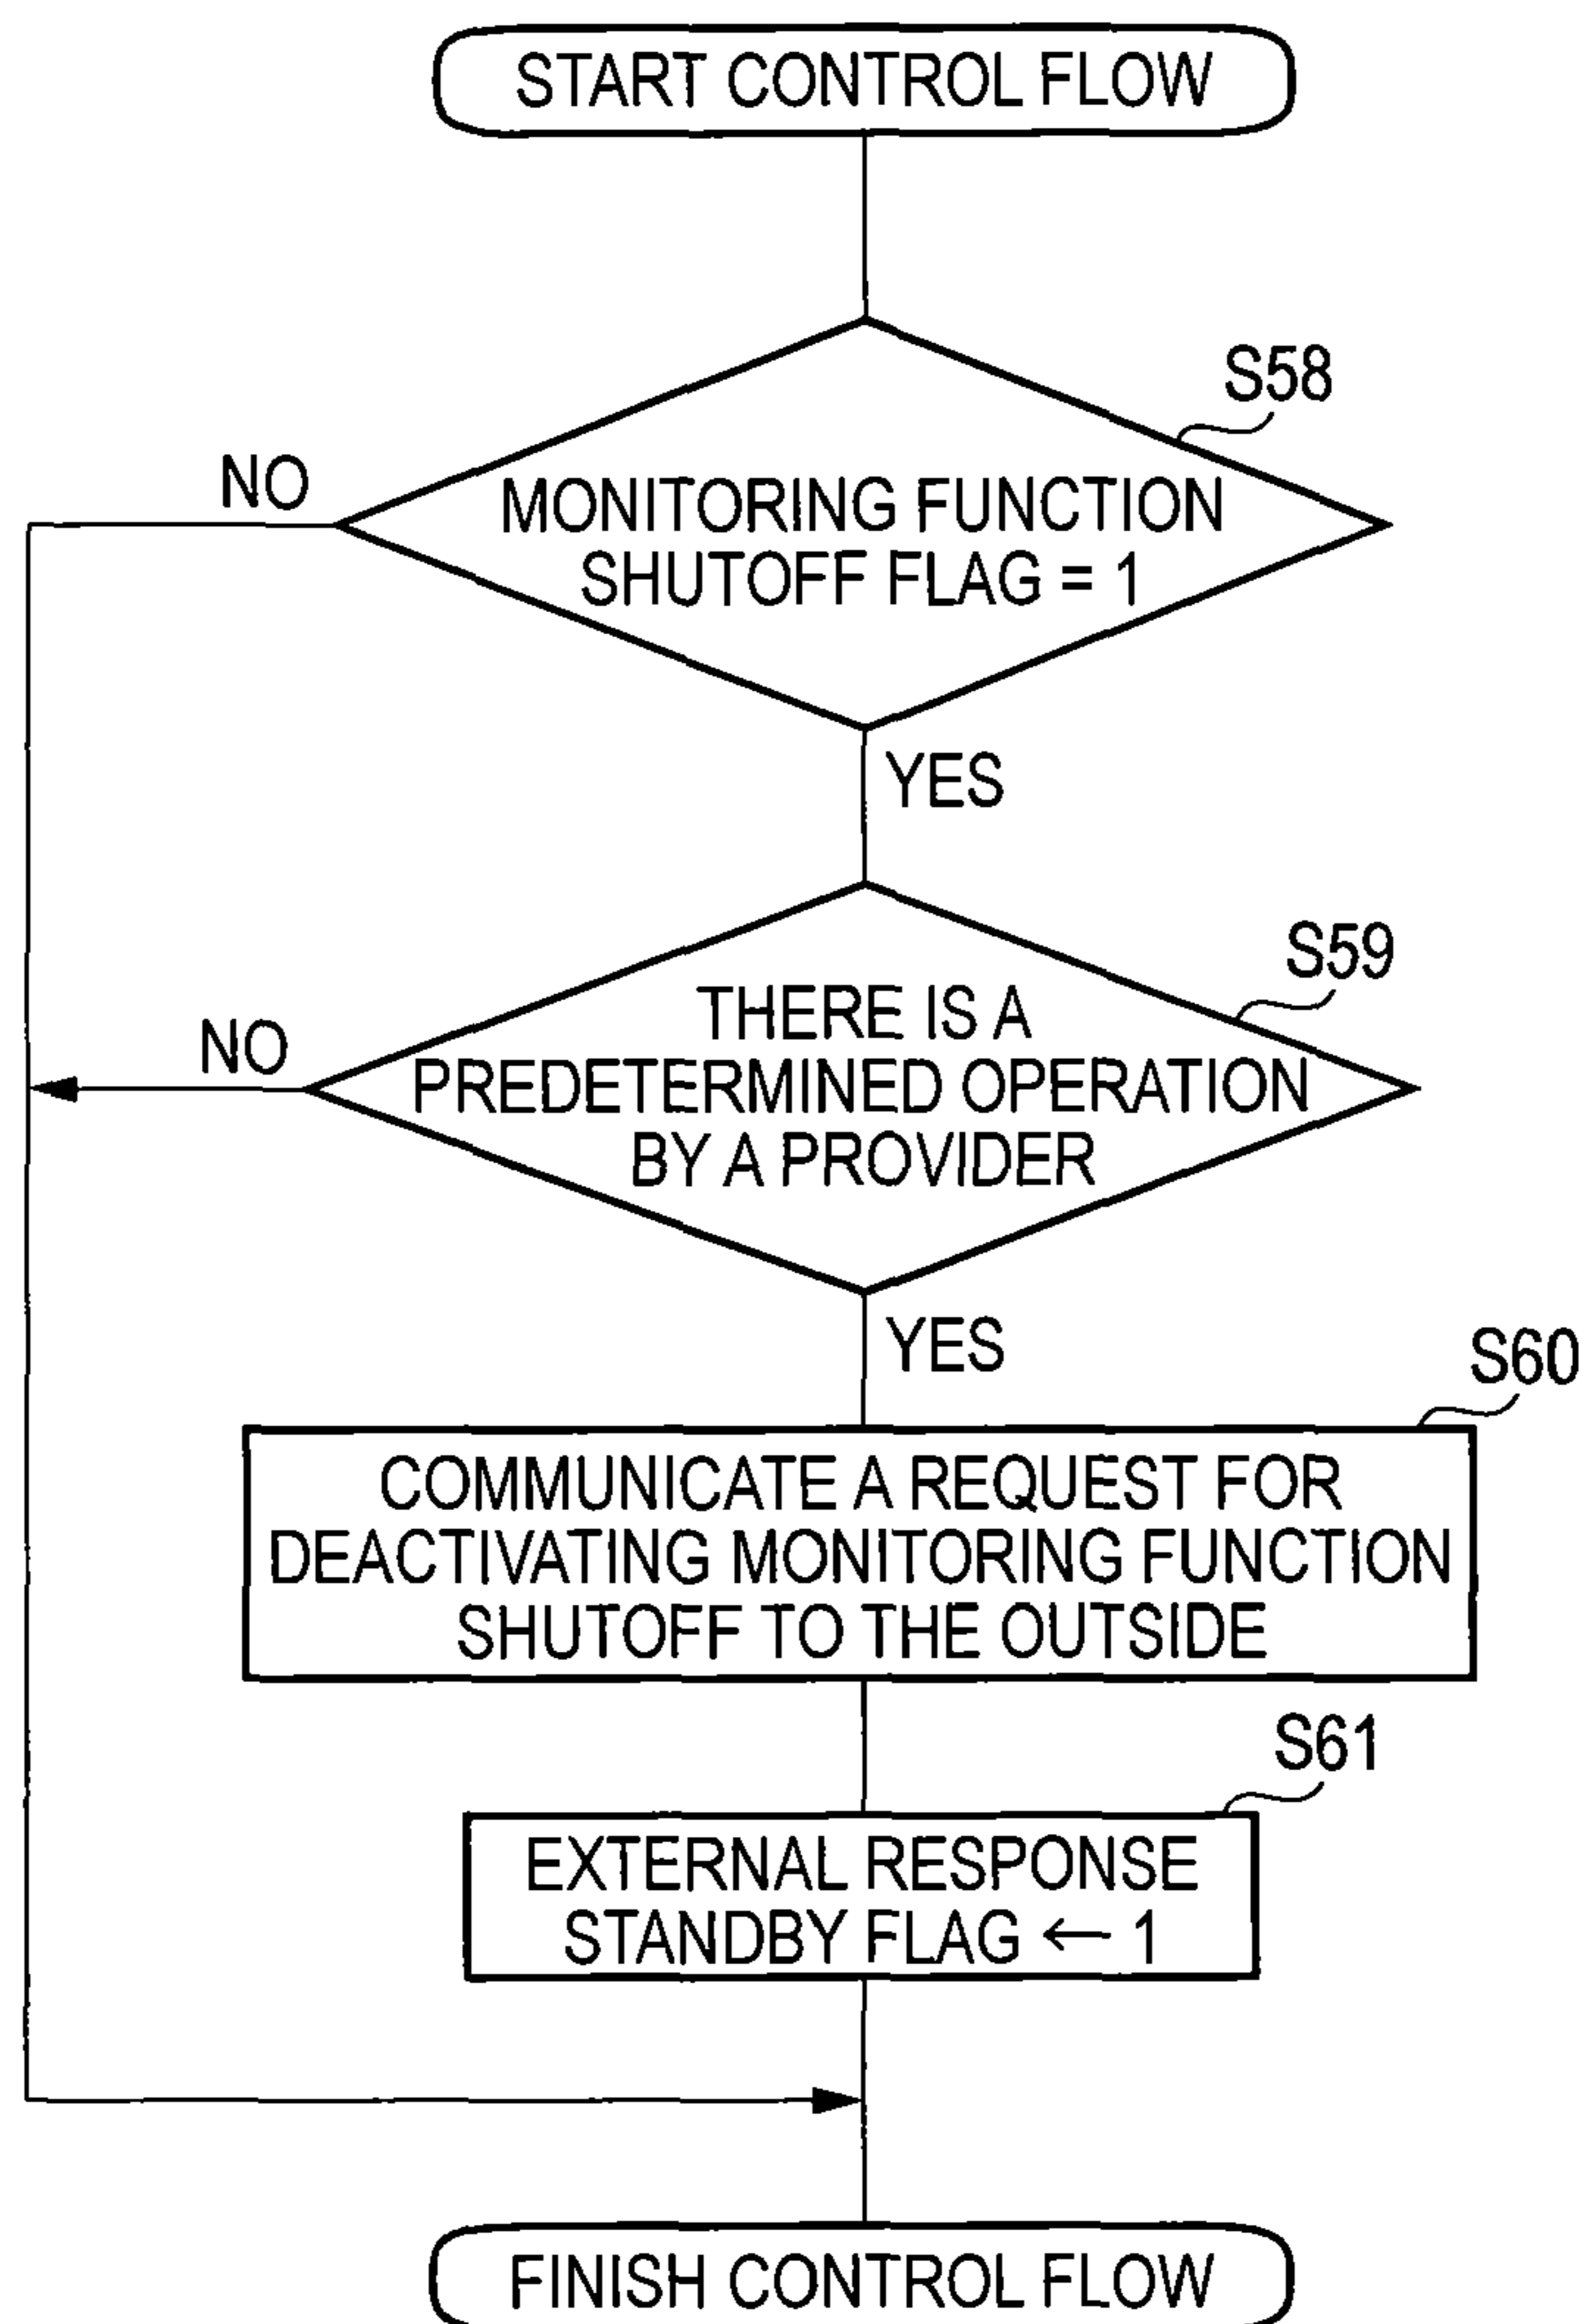 START CONTROL FLOW
S58
NO
MONITORING FUNCTION
SHUTOFF FLAG = 1
YES
S59
THERE IS A
NO
PREDETERMINED OPERATION
BY A PROVIDER
YES
S60
COMMUNICATE A REQUEST FOR
DEACTIVATING MONITORING FUNCTION
SHUTOFF TO THE OUTSIDE
S61
EXTERNAL RESPONSE
STANDBY FLAG ← 1
FINISH CONTROL FLOW